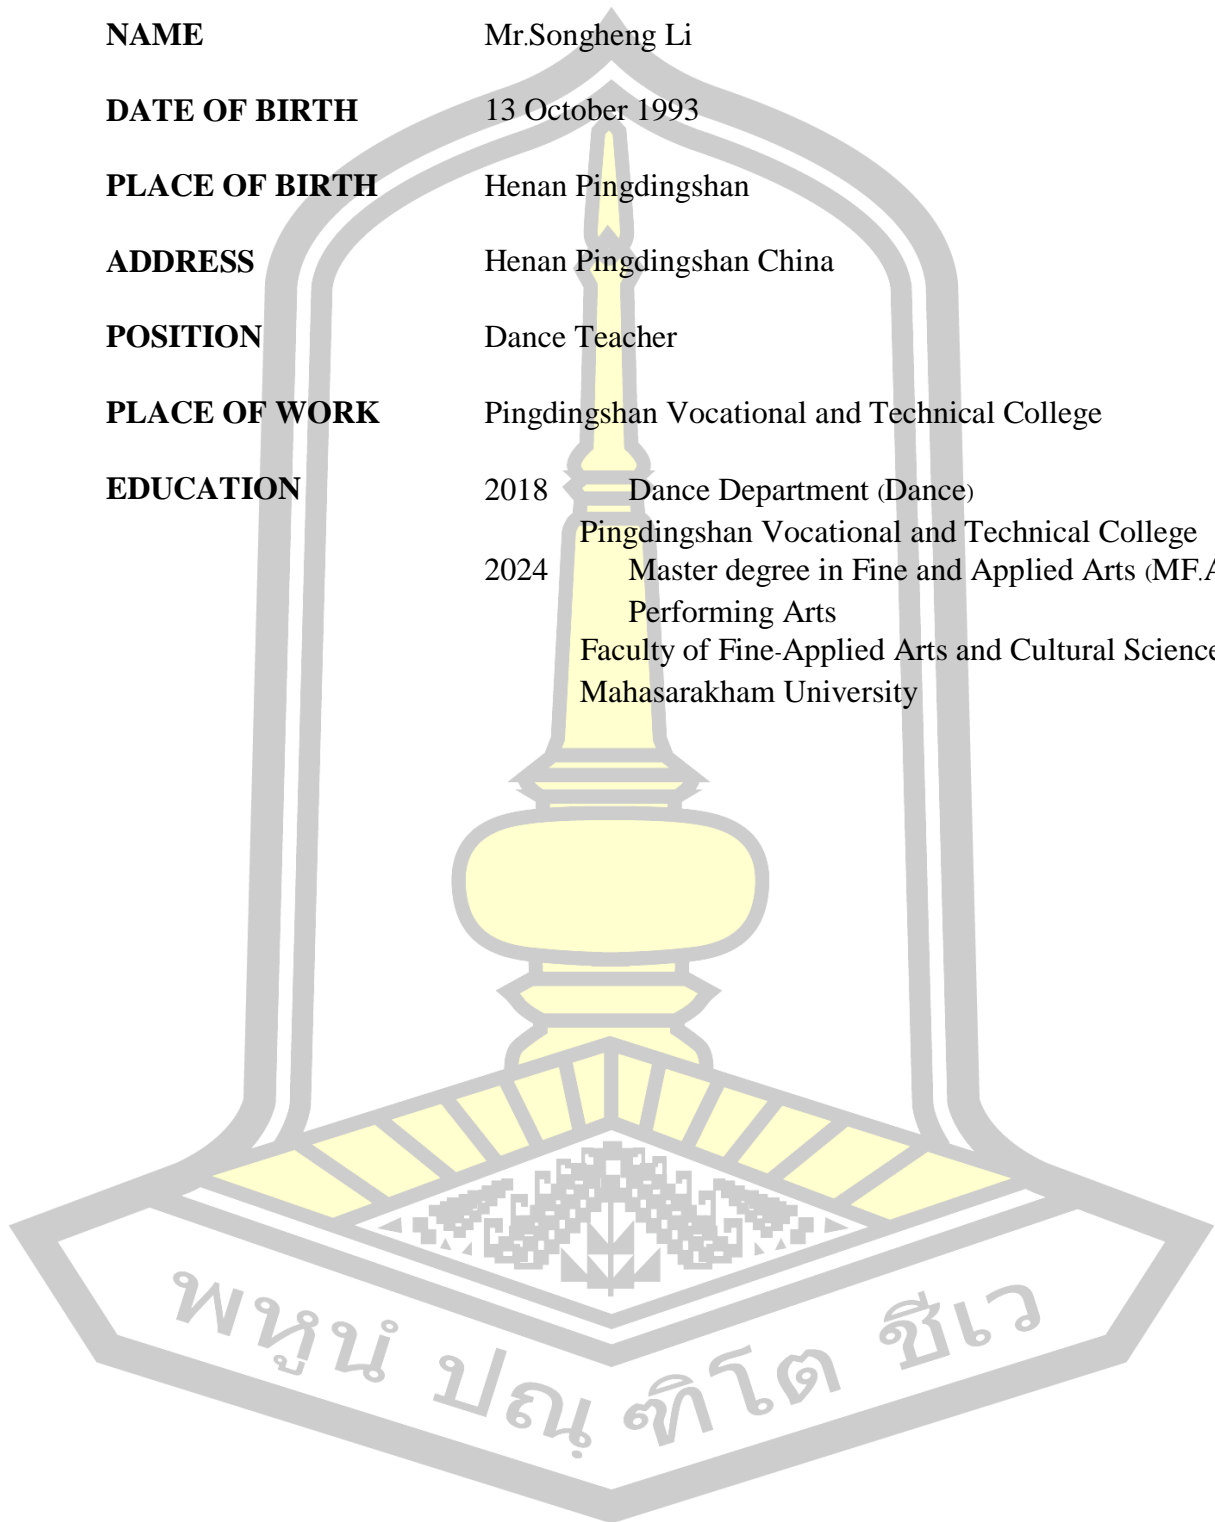 NAME Mr.Songheng Li
DATE OF BIRTH 13 October 1993
PLACE OF BIRTH Henan Pingdingshan
ADDRESS Henan Pingdingshan China
POSITION Dance Teacher
PLACE OF WORK Pingdingshan Vocational and Technical College
EDUCATION 2018 Dance Department (Dance)
Pingdingshan Vocational and Technical College
2024 Master degree in Fine and Applied Arts (MF.A
Performing Arts
Faculty of Fine-Applied Arts and Cultural Science
Mahasarakham University
พหูนํ ปณฺฑิโต ชีเว